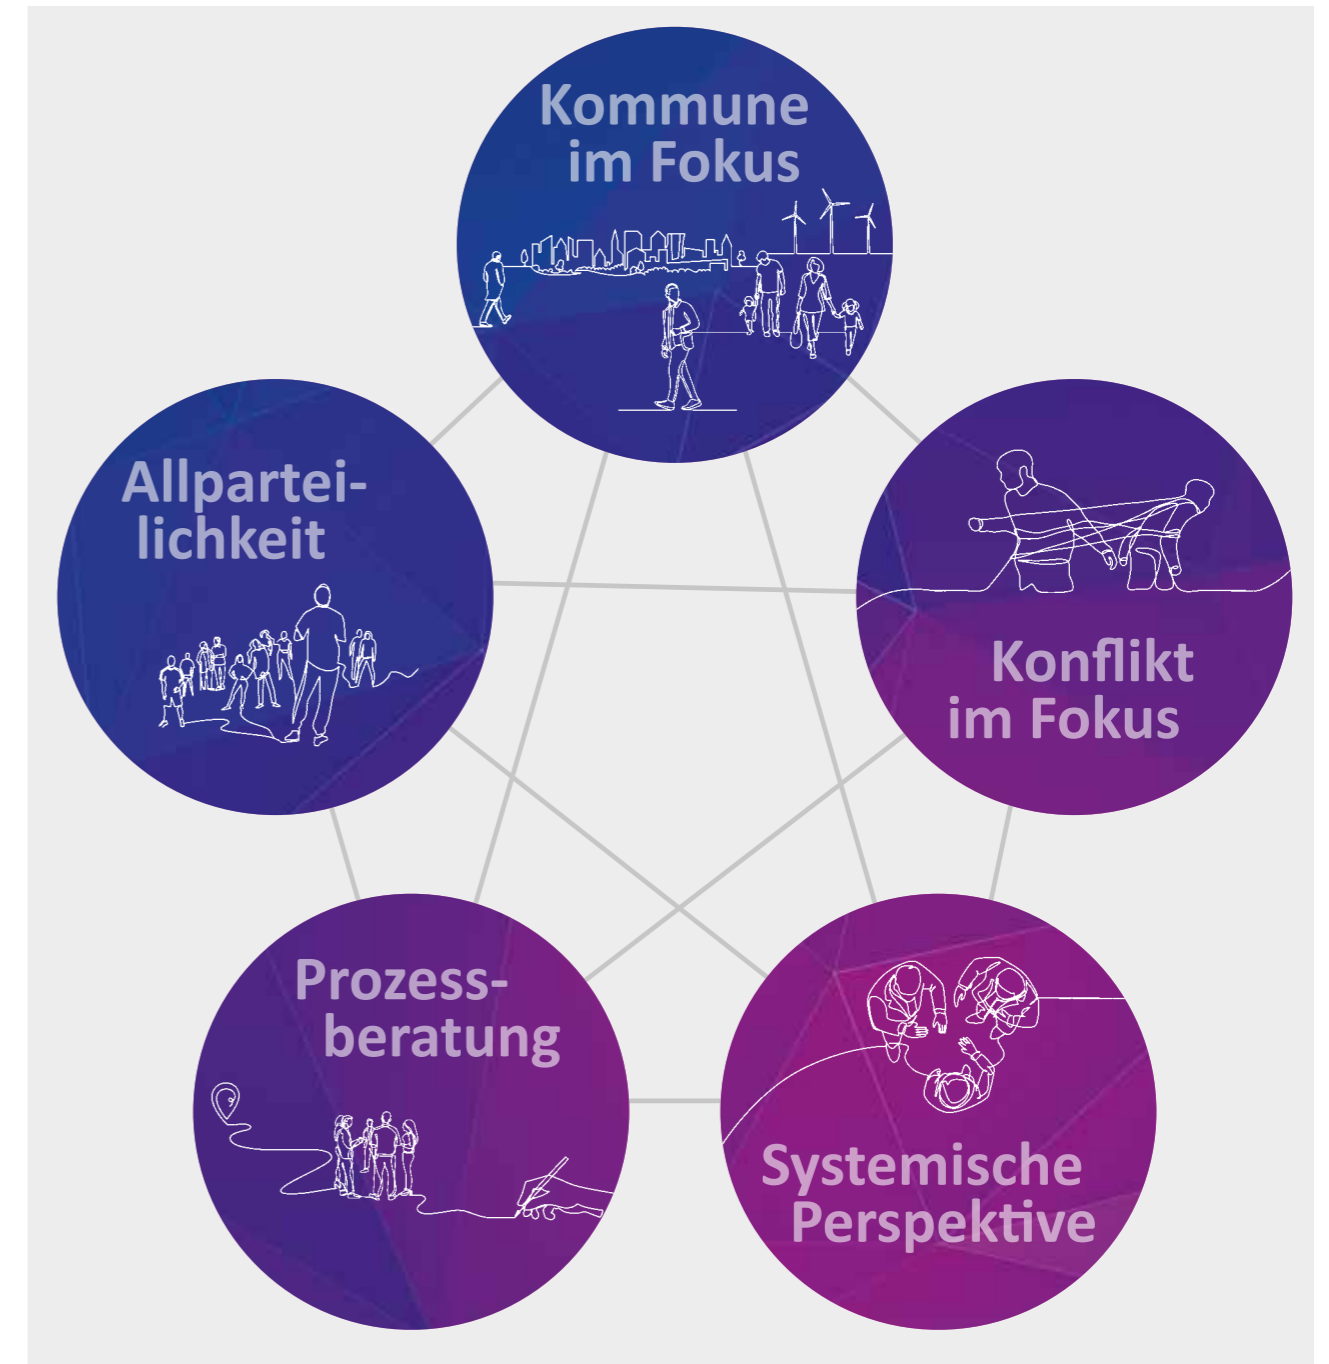 Kommune
im Fokus
Allpartei-
lichkeit
Konflikt
im Fokus
Prozess-
beratung
Systemische
Perspektive